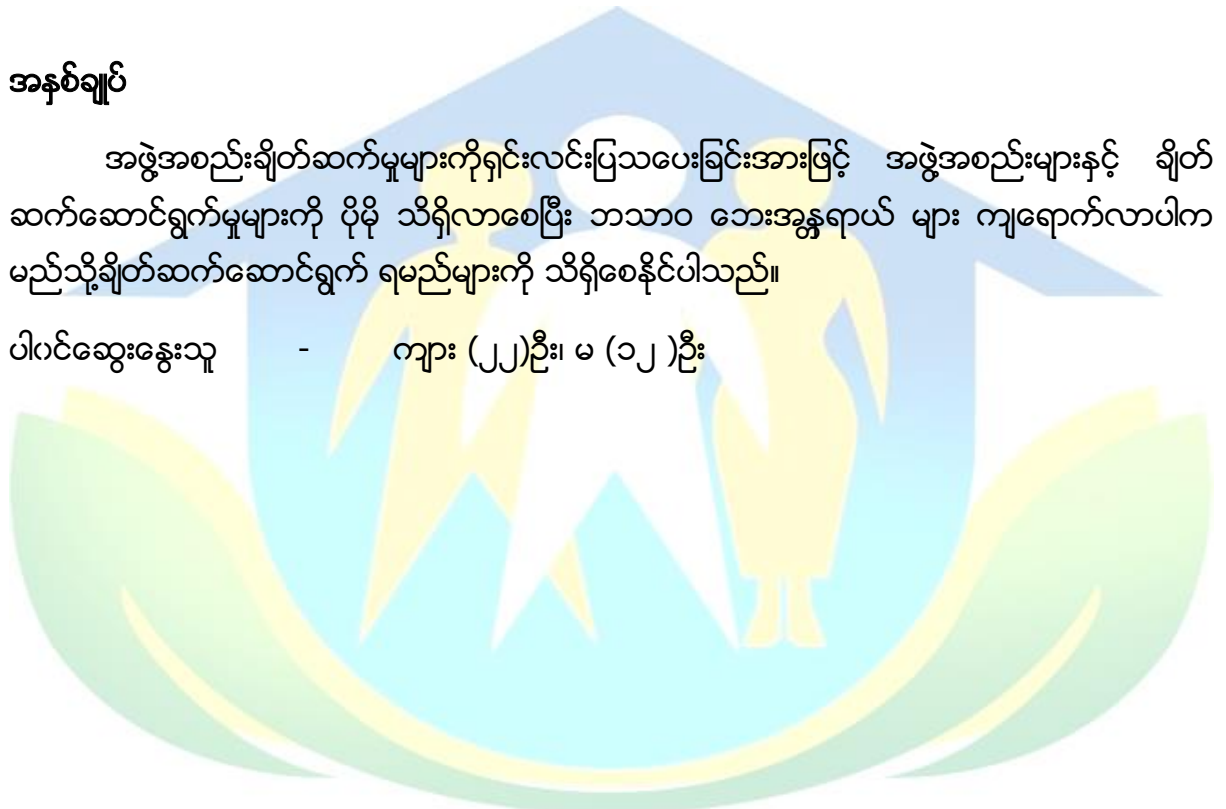 အနှစ်ချုပ်
အဖွဲ့အစည်းချိတ်ဆက်မှုများကိုရှင်းလင်းပြသပေးခြင်းအားဖြင့် အဖွဲ့အစည်းများနှင့် ချိတ်
ဆက်ဆောင်ရွက်မှုများကို ပိုမို သိရှိလာစေပြီး ဘသာဝ ဘေးအန္တရာယ် များ ကျရောက်လာပါက
မည်သို့ချိတ်ဆက်ဆောင်ရွက် ရမည်များကို သိရှိစေနိုင်ပါသည်။
ပါဝင်ဆွေးနွေးသူ - ကျား (၂၂)ဦး၊ မ (၁၂ )ဦး